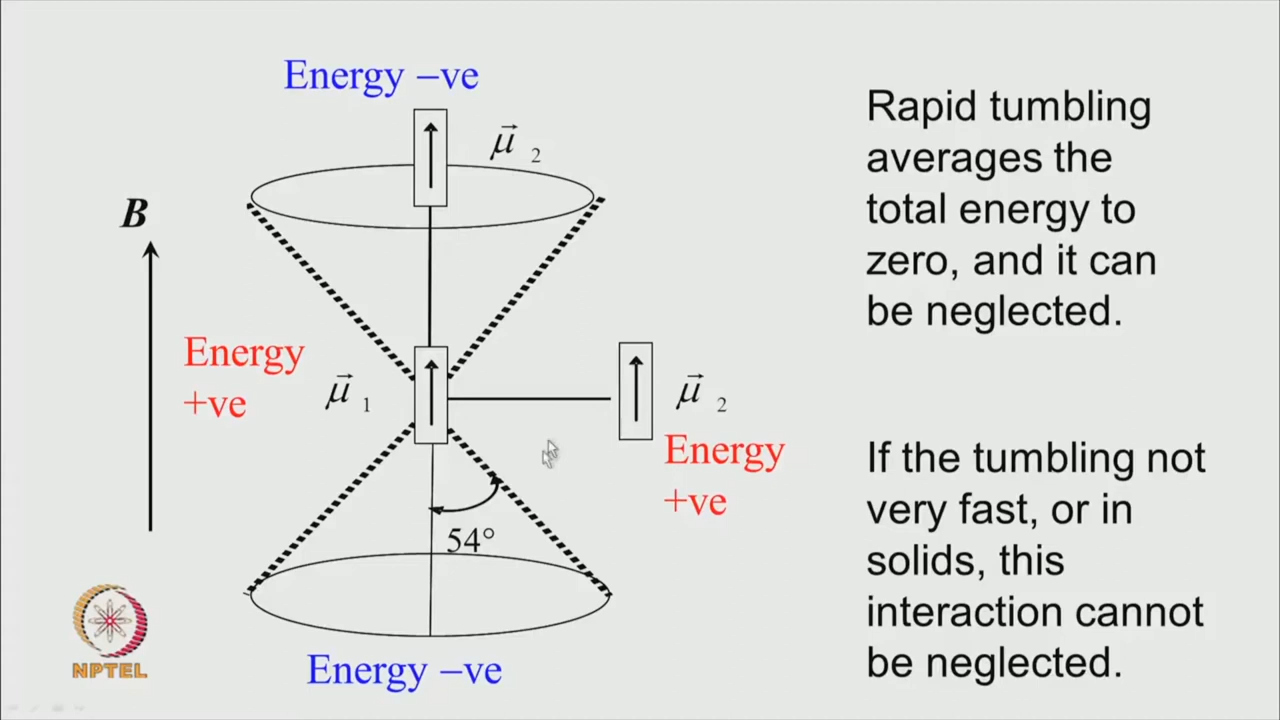 Energy –ve
μ⃗ 2
B
Energy
+ve
μ⃗ 1
μ⃗ 2
Energy
+ve
54°
Energy –ve
NPTEL
Rapid tumbling
averages the
total energy to
zero, and it can
be neglected.
If the tumbling not
very fast, or in
solids, this
interaction cannot
be neglected.